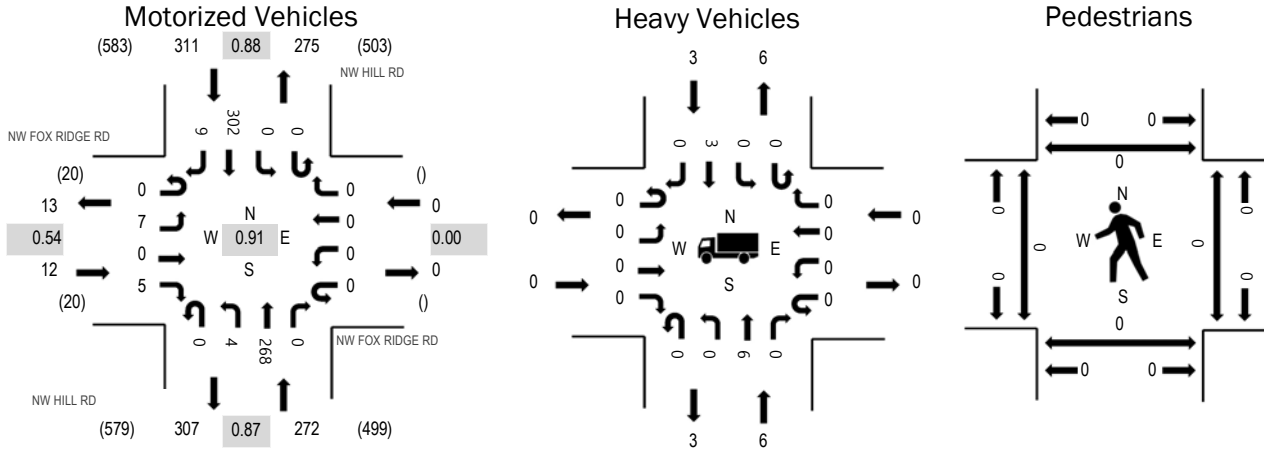 Motorized Vehicles
(583) 311 0.88 275 (503)
NW HILL RD
NW FOX RIDGE RD
9 302 0 0
(20)
13
0.54
12
(20)
0
7
0
5
N
W 0.91 E
S
0
0
0
0
()
0
0.00
0
()
0 4 268 0
NW FOX RIDGE RD
NW HILL RD
(579) 307 0.87 272 (499)
Heavy Vehicles
3 6
0 3 0 0
0
0
0
0
0
0
N
W E
S
0
0
0
0
0
0
0 0 6 0
3 6
Pedestrians
0 0
0
0
0
0
N
W E
S
0
0
0
0
0 0